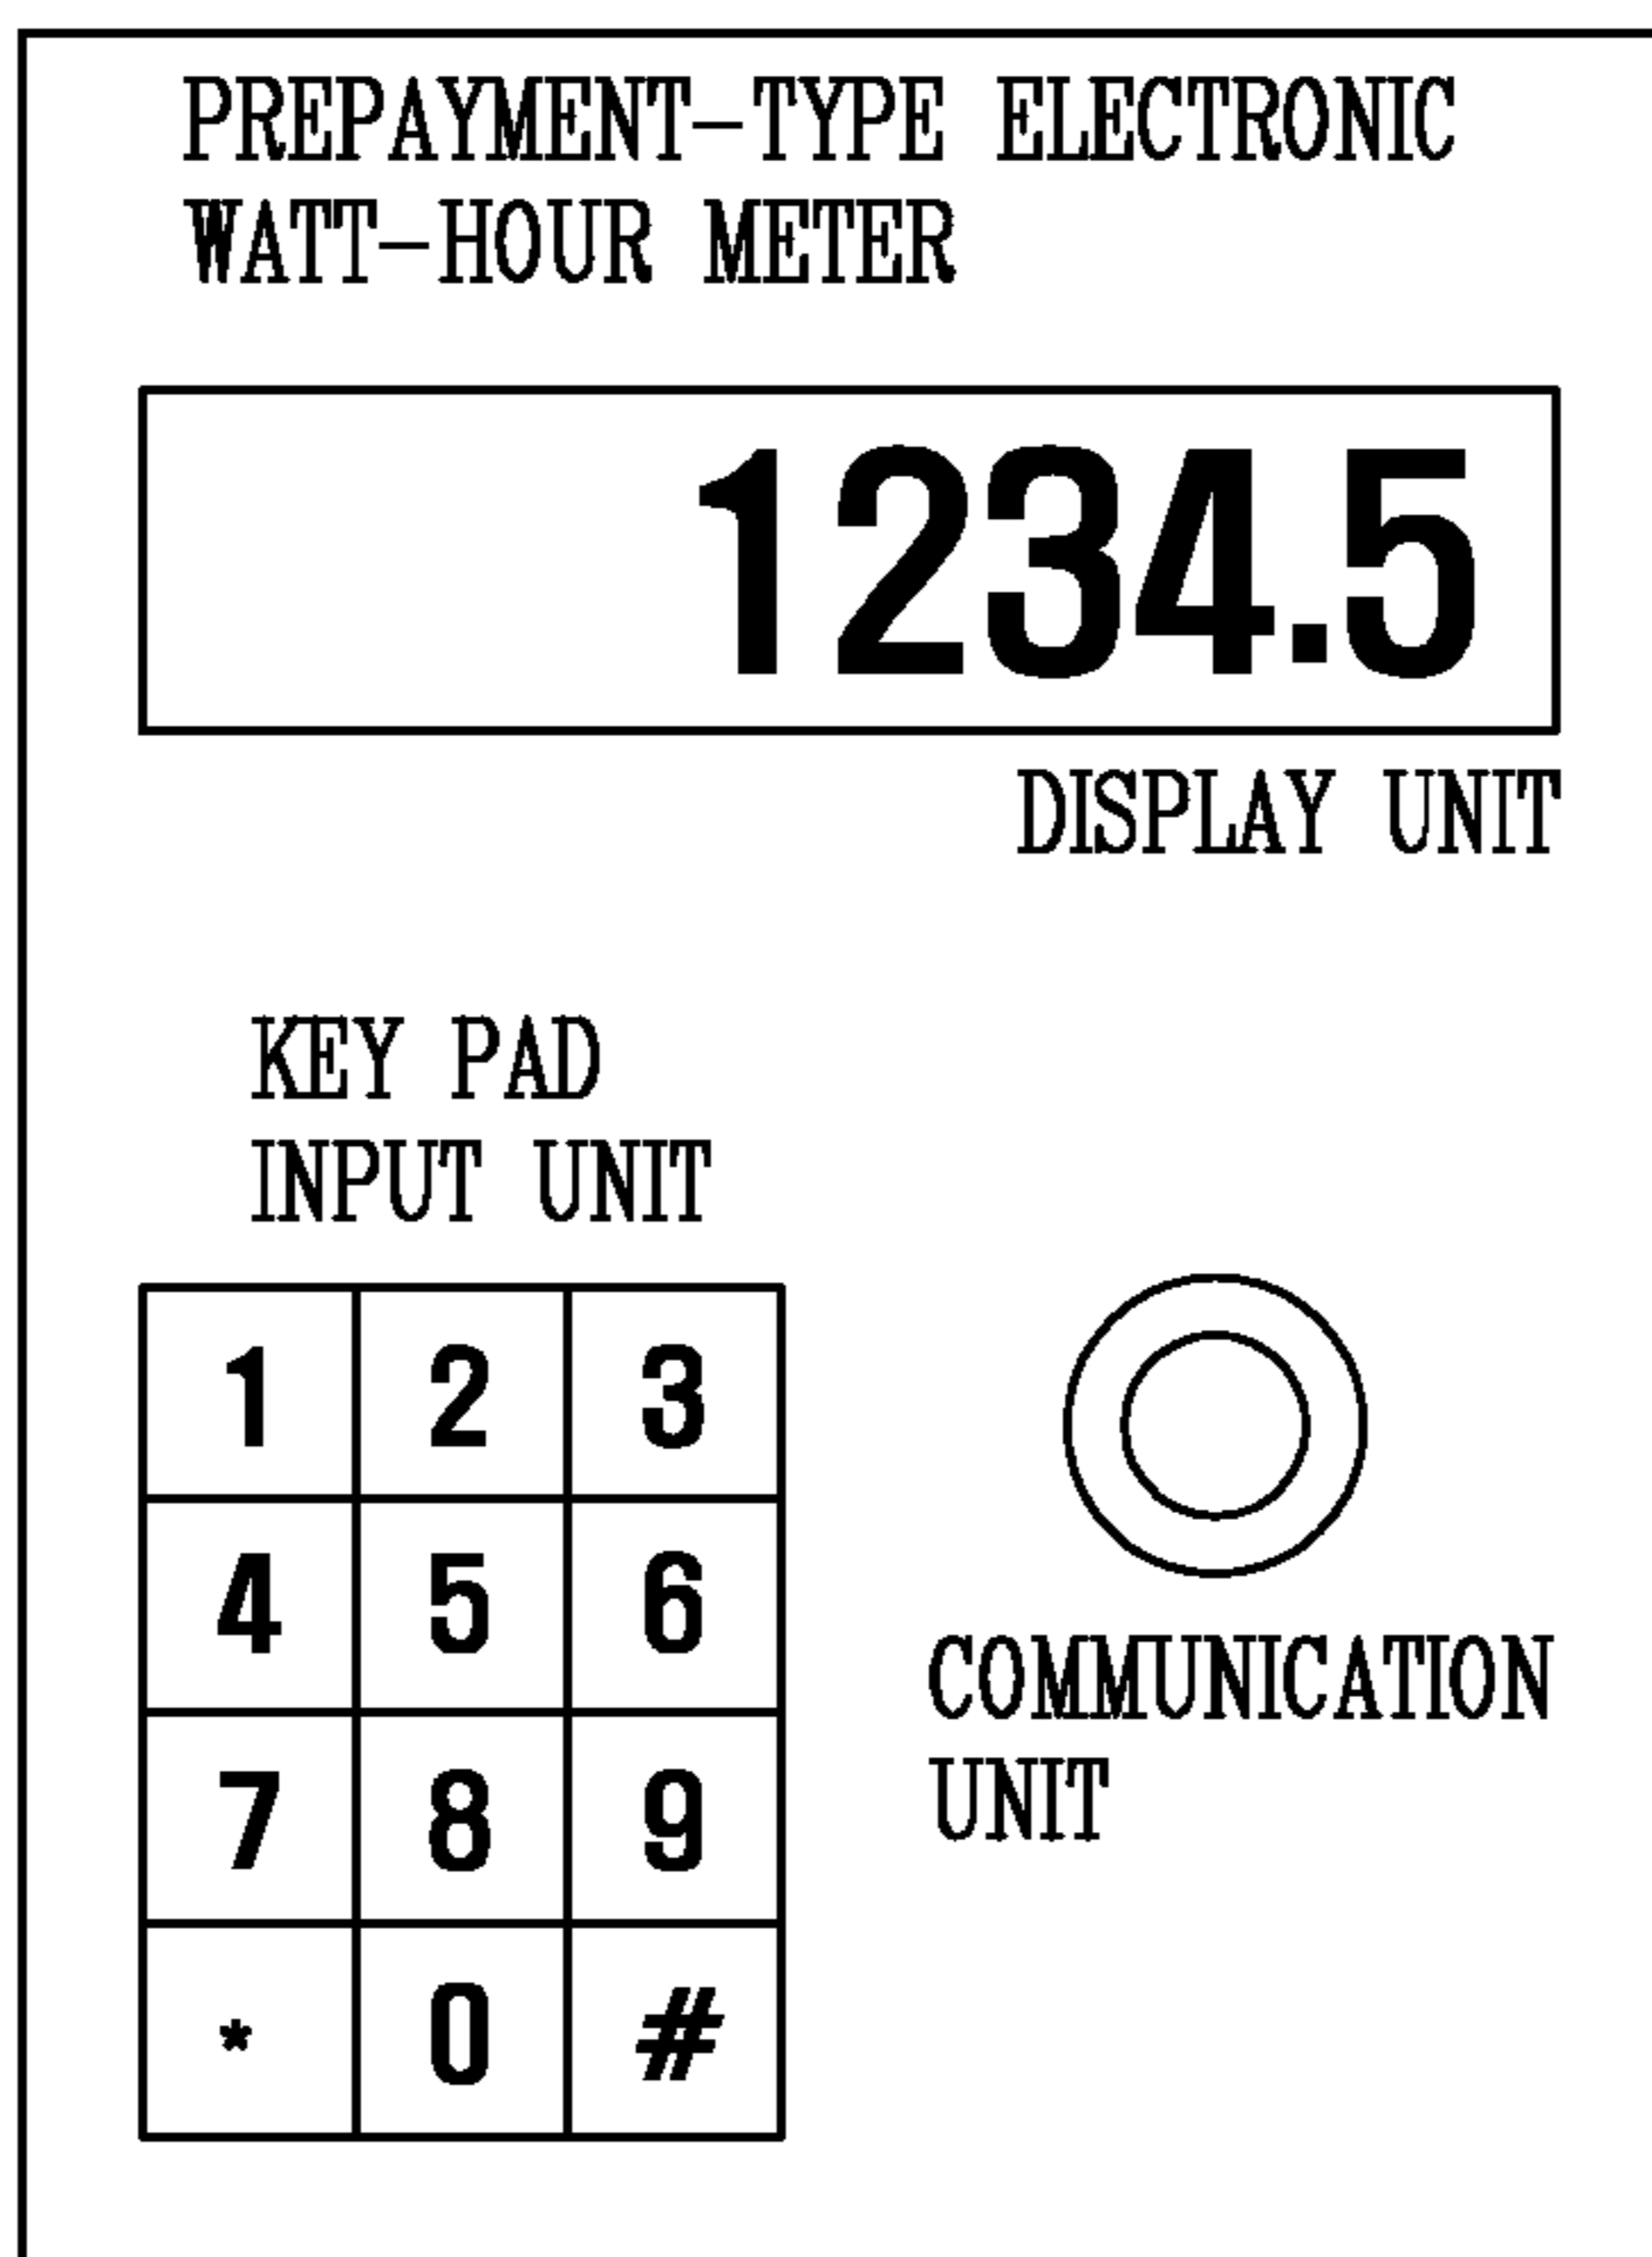 PREPAYMENT-TYPE ELECTRONIC
WATT-HOUR METER
1234.5
DISPLAY UNIT
KEY PAD
INPUT UNIT
1 2 3
4 5 6
7 8 9
* 0 #
COMMUNICATION
UNIT